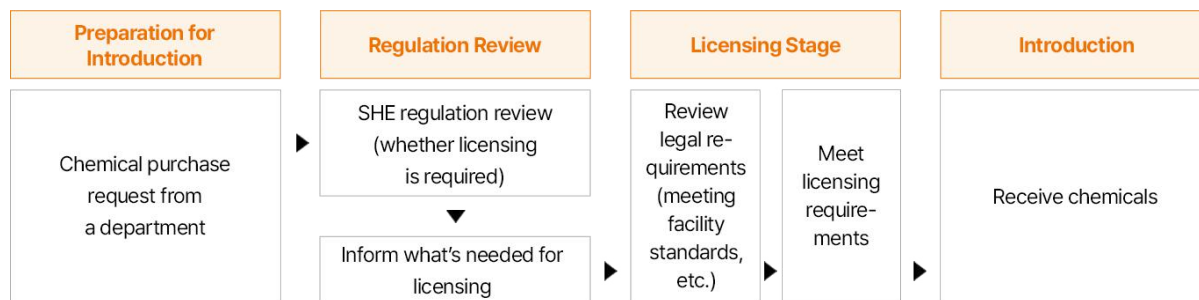 Preparation for
Introduction
Regulation Review
Licensing Stage
Introduction
Chemical purchase
request from
a department
SHE regulation review
(whether licensing
is required)
Inform what’s needed for
licensing
Review
legal re-
quirements
(meeting
facility
standards,
etc.)
Meet
licensing
require-
ments
Receive chemicals